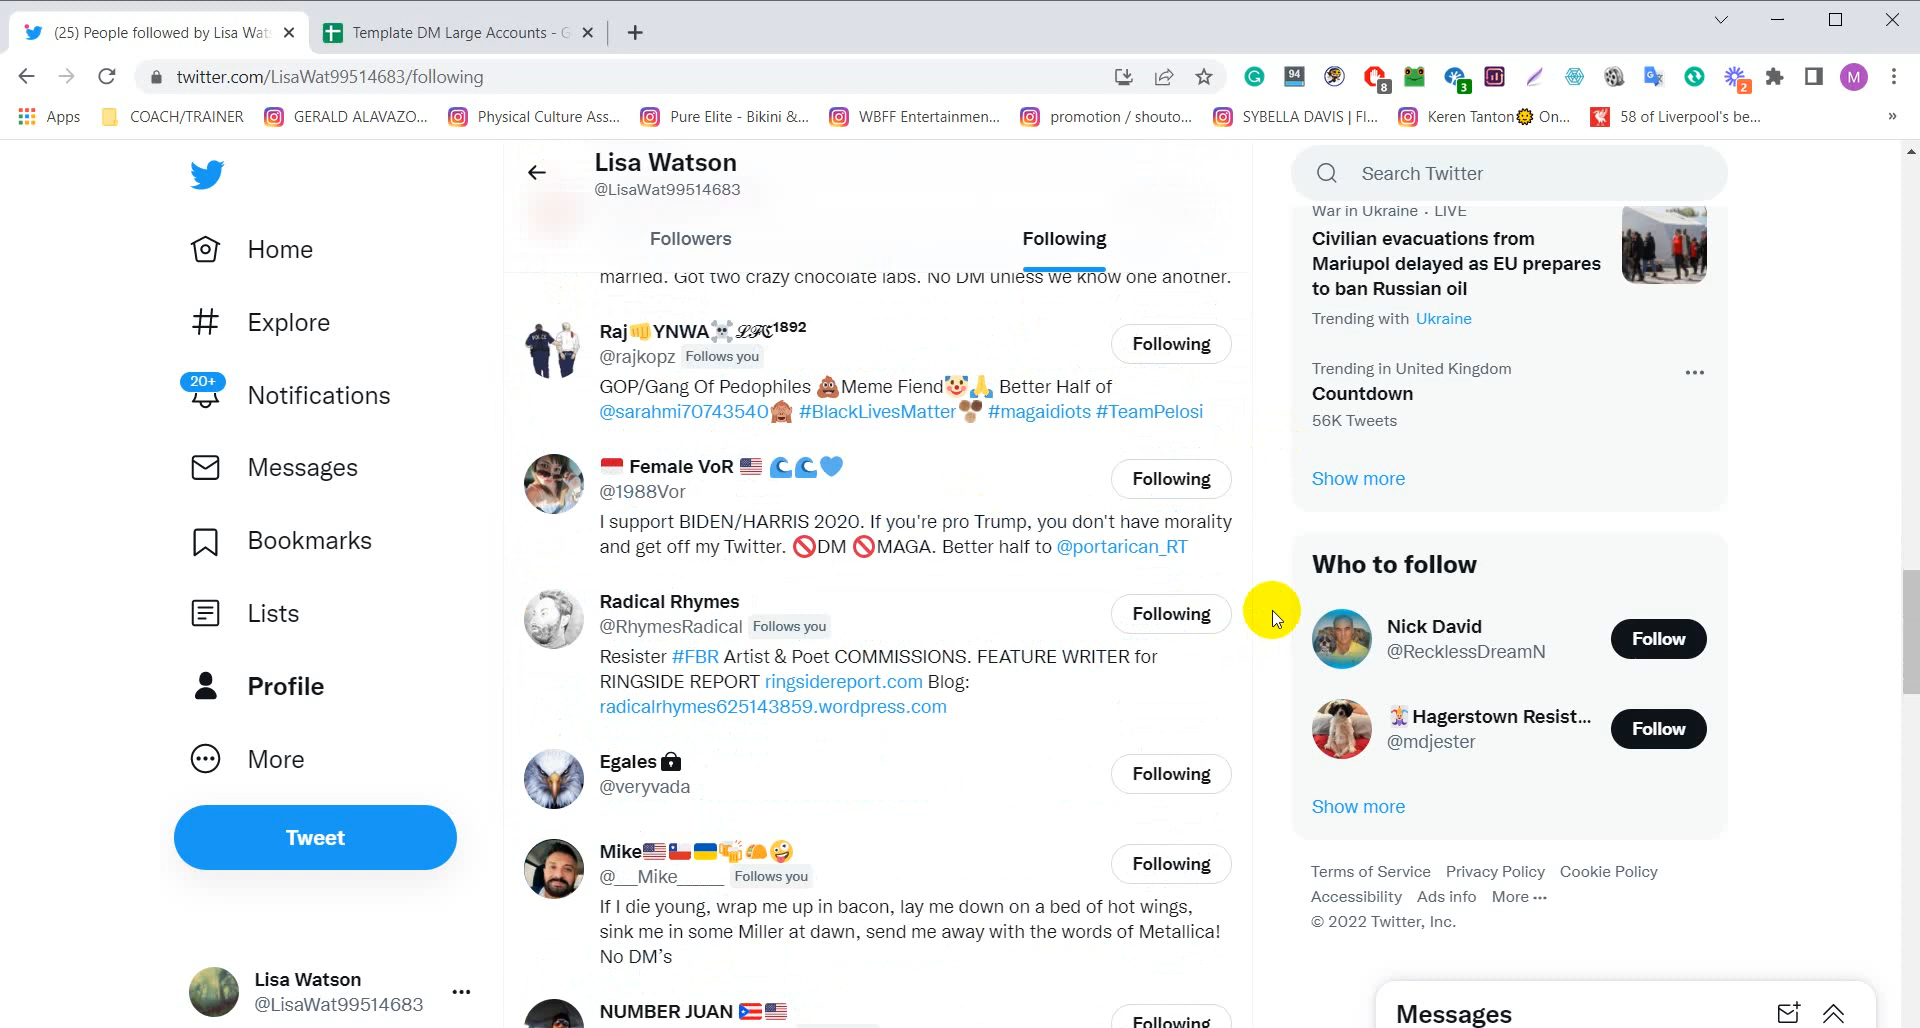 (25) People followed by Lisa Wat
Template DM Large Accounts - G
twitter.com/LisaWat99514683/following
94
8
3
2
M
Apps
COACH/TRAINER
GERALD ALAVAZO...
Physical Culture Ass...
Pure Elite - Bikini &...
WBFF Entertainmen...
promotion / shouto...
SYBELLA DAVIS | FI...
Keren Tanton🌞 On...
58 of Liverpool's be...
»
Home
Explore
20+
Notifications
Messages
Bookmarks
Lists
Profile
More
Tweet
Lisa Watson
@LisaWat99514683
Lisa Watson
@LisaWat99514683
Followers
Following
married. Got two crazy chocolate labs. No DM unless we know one another.
Raj👊YNWA☠️ℒℱℭ¹⁸⁹²
@rajkopz Follows you
Following
GOP/Gang Of Pedophiles 💩Meme Fiend🤡🙏 Better Half of
@sarahmi70743540🙈 #BlackLivesMatter #magaidiots #TeamPelosi
🇮🇩 Female VoR 🇺🇸 🌊🌊💙
@1988Vor
Following
I support BIDEN/HARRIS 2020. If you're pro Trump, you don't have morality
and get off my Twitter. 🚫DM 🚫MAGA. Better half to @portarican_RT
Radical Rhymes
@RhymesRadical Follows you
Following
Resister #FBR Artist & Poet COMMISSIONS. FEATURE WRITER for
RINGSIDE REPORT ringsidereport.com Blog:
radicalrhymes625143859.wordpress.com
Egales
@veryvada
Following
Mike🇺🇸🇨🇱🇺🇦🍻🌮🤪
@__Mike_____ Follows you
Following
If I die young, wrap me up in bacon, lay me down on a bed of hot wings,
sink me in some Miller at dawn, send me away with the words of Metallica!
No DM's
NUMBER JUAN 🇵🇷🇺🇸
Following
Search Twitter
War in Ukraine · LIVE
Civilian evacuations from
Mariupol delayed as EU prepares
to ban Russian oil
Trending with Ukraine
Trending in United Kingdom
Countdown
56K Tweets
Show more
Who to follow
Nick David
@RecklessDreamN
Follow
🃏Hagerstown Resist...
@mdjester
Follow
Show more
Terms of Service Privacy Policy Cookie Policy
Accessibility Ads info More ···
© 2022 Twitter, Inc.
Messages